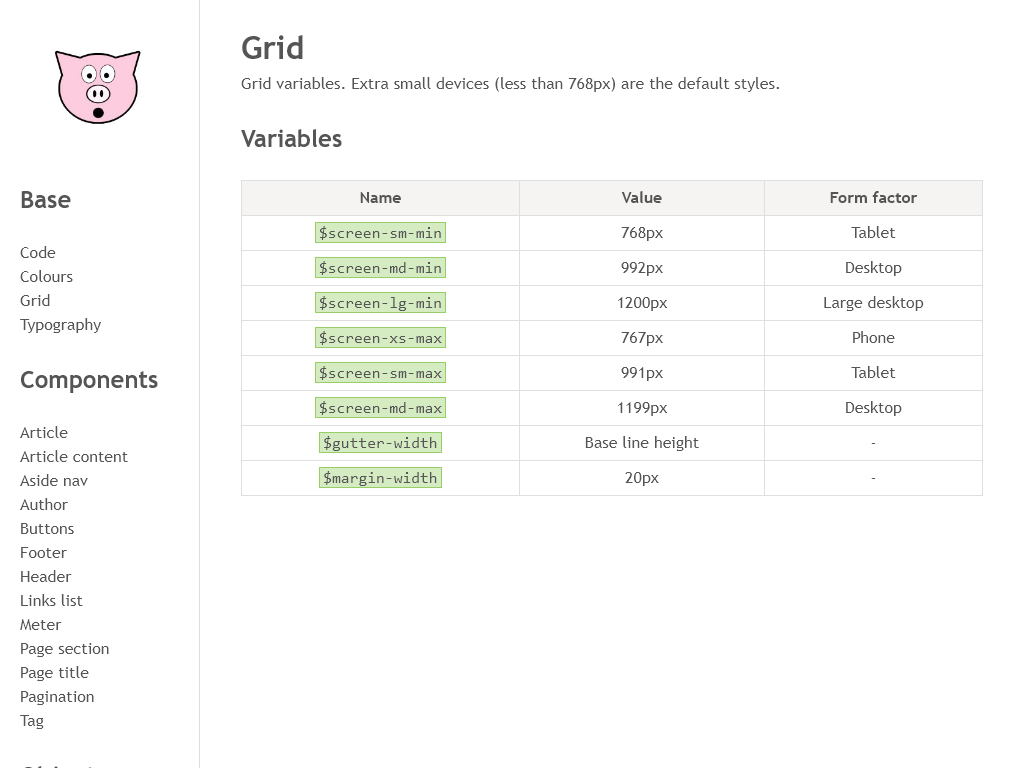 Base
Code
Colours
Grid
Typography
Components
Article
Article content
Aside nav
Author
Buttons
Footer
Header
Links list
Meter
Page section
Page title
Pagination
Tag
Grid
Grid variables. Extra small devices (less than 768px) are the default styles.
Variables
Name Value Form factor
$screen-sm-min 768px Tablet
$screen-md-min 992px Desktop
$screen-lg-min 1200px Large desktop
$screen-xs-max 767px Phone
$screen-sm-max 991px Tablet
$screen-md-max 1199px Desktop
$gutter-width Base line height -
$margin-width 20px -